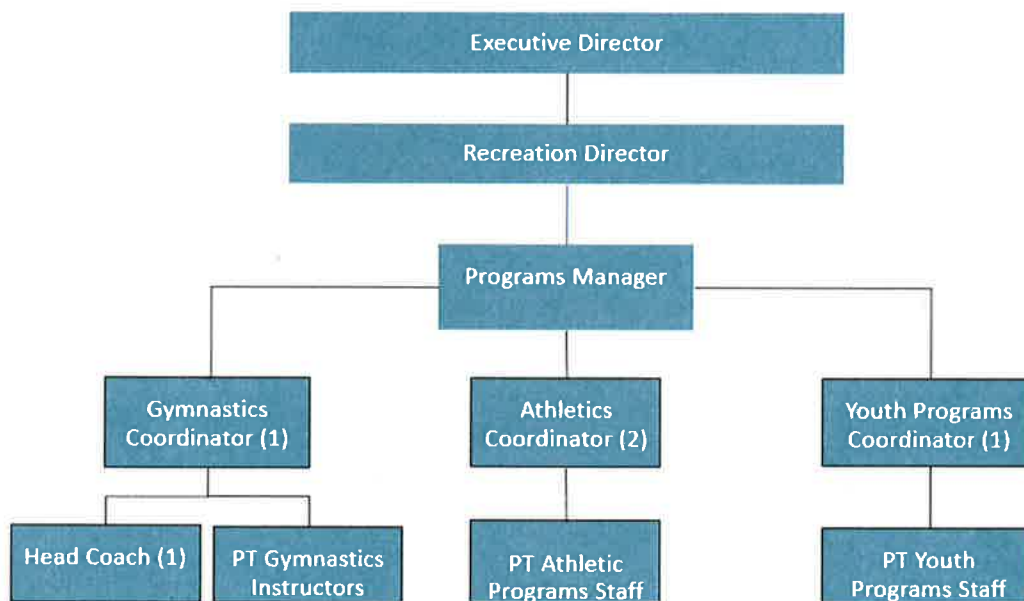 Executive Director
Recreation Director
Programs Manager
Gymnastics
Coordinator (1)
Athletics
Coordinator (2)
Youth Programs
Coordinator (1)
Head Coach (1)
PT Gymnastics
Instructors
PT Athletic
Programs Staff
PT Youth
Programs Staff